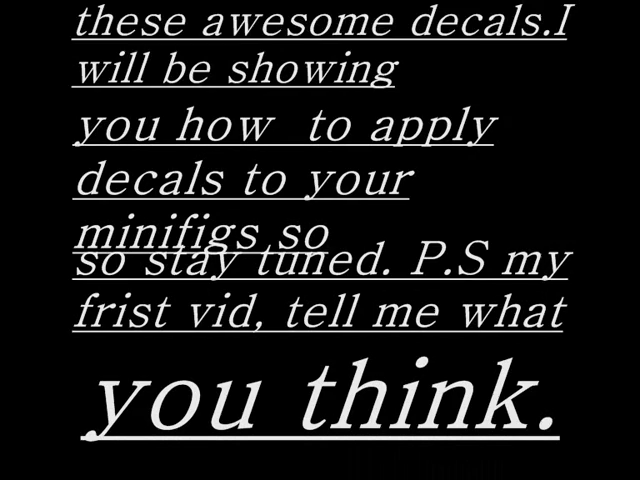 these awesome decals.I
will be showing
you how  to apply
decals to your
minifigs so
so stay tuned. P.S my
frist vid, tell me what
you think.